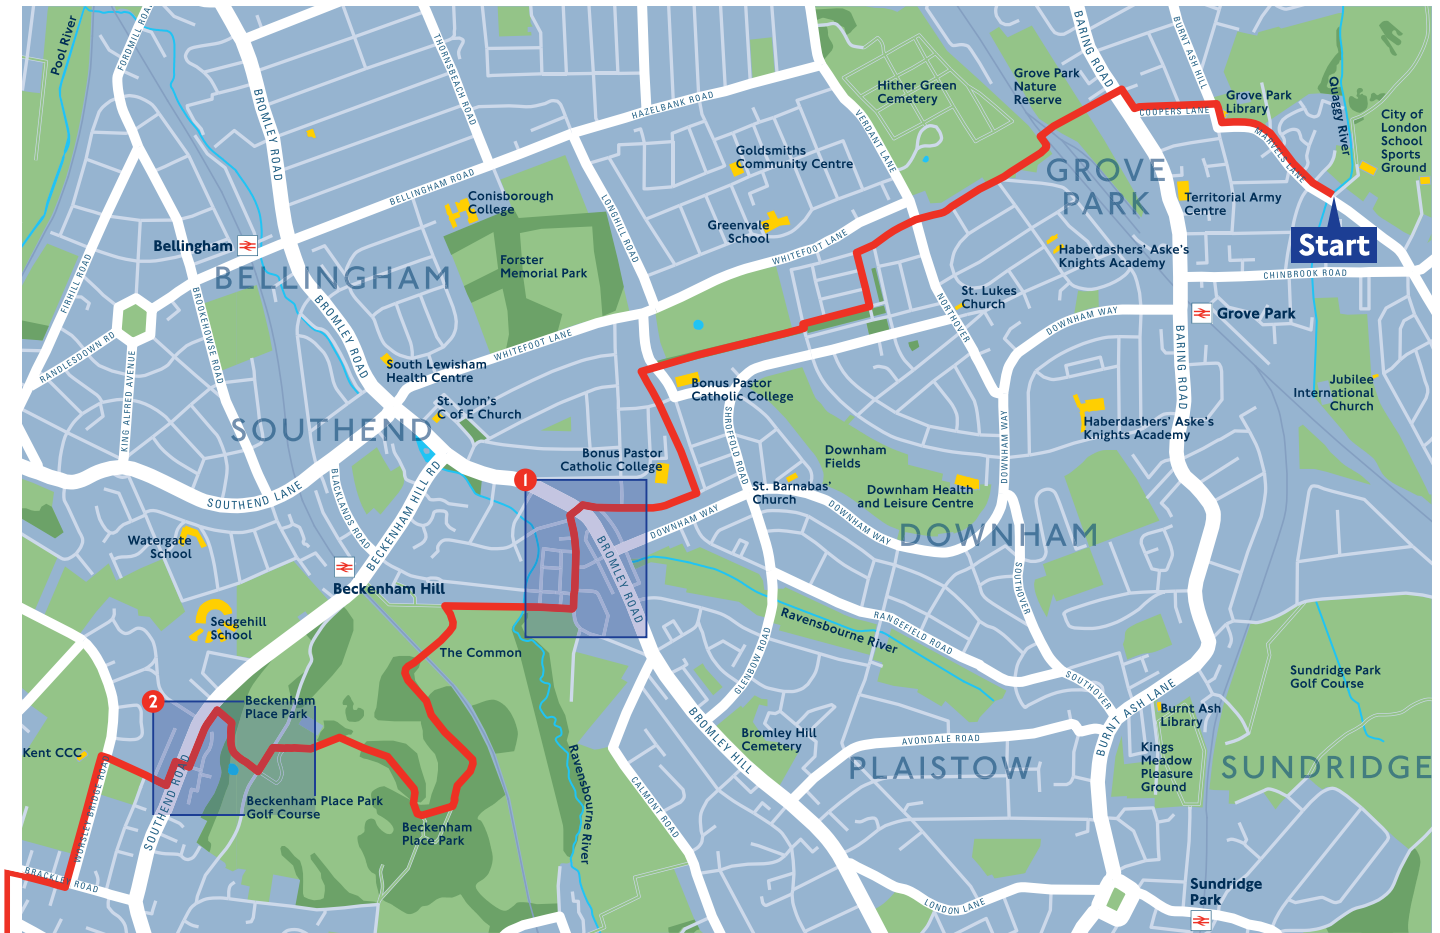 Pool River
FORDMILL ROAD
BROMLEY ROAD
THORNSBEACH ROAD
HAZELBANK ROAD
VERDANT LANE
Hither Green
Cemetery
Grove Park
Nature
Reserve
BARING ROAD
BURNT ASH HILL
Grove Park
Library
COOPERS LANE
MARVELS LANE
Quaggy River
City of
London
School
Sports
Ground
Goldsmiths
Community Centre
GROVE
PARK
Territorial Army
Centre
Start
BELLINGHAM ROAD
Conisborough
College
LONGHILL ROAD
Greenvale
School
WHITEFOOT LANE
Haberdashers' Aske's
Knights Academy
CHINBROOK ROAD
Bellingham
BELLINGHAM
Forster
Memorial Park
FIRHILL ROAD
BROOKEHOWSE ROAD
BROMLEY ROAD
St. Lukes
Church
NORTHOVER
DOWNHAM WAY
Grove Park
RANDLESDOWN RD
KING ALFRED AVENUE
WHITEFOOT LANE
South Lewisham
Health Centre
BARING ROAD
Jubilee
International
Church
Bonus Pastor
Catholic College
St. John's
C of E Church
SOUTHEND
SHROFFOLD ROAD
DOWNHAM WAY
Haberdashers' Aske's
Knights Academy
Downham
Fields
Bonus Pastor
Catholic College
1
St. Barnabas'
Church
Downham Health
and Leisure Centre
SOUTHEND LANE
BLACKLANDS ROAD
BECKENHAM HILL RD
DOWNHAM WAY
DOWNHAM WAY
DOWNHAM
Watergate
School
BROMLEY ROAD
SOUTHOVER
Beckenham Hill
Sedgehill
School
The Common
Ravensbourne River
RANGEFIELD ROAD
GLENBOW ROAD
SOUTHOVER
Sundridge Park
Golf Course
2
Beckenham
Place Park
BROMLEY HILL
Bromley Hill
Cemetery
AVONDALE ROAD
BURNT ASH LANE
Burnt Ash
Library
Kent CCC
PLAISTOW
Kings
Meadow
Pleasure
Ground
SUNDRIDGE
WORSLEY BRIDGE ROAD
SOUTHEND ROAD
Beckenham Place Park
Golf Course
Beckenham
Place Park
Ravensbourne River
CALMONT ROAD
BRACKLEY ROAD
LONDON LANE
Sundridge
Park